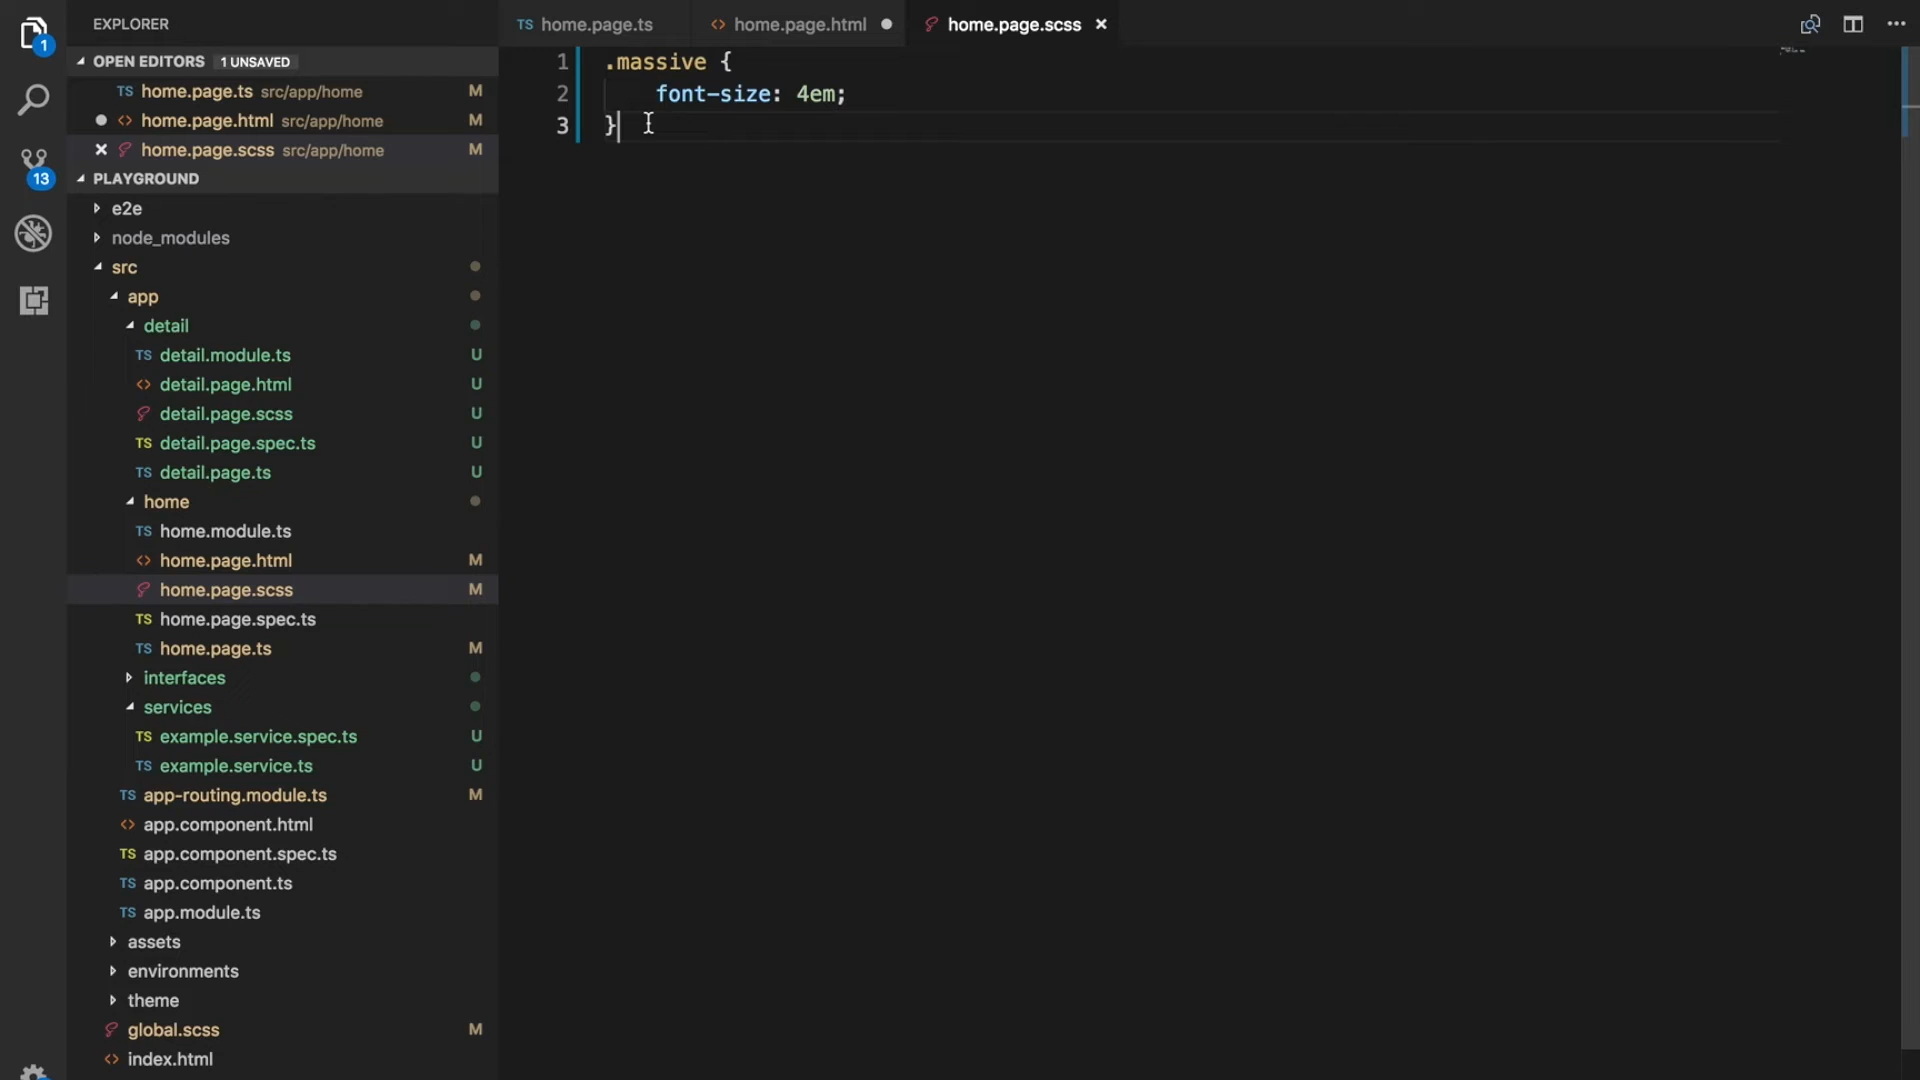 EXPLORER
OPEN EDITORS 1 UNSAVED
TS home.page.ts src/app/home M
<> home.page.html src/app/home M
home.page.scss src/app/home M
PLAYGROUND
e2e
node_modules
src
app
detail
TS detail.module.ts U
<> detail.page.html U
detail.page.scss U
TS detail.page.spec.ts U
TS detail.page.ts U
home
TS home.module.ts
<> home.page.html M
home.page.scss M
TS home.page.spec.ts
TS home.page.ts M
interfaces
services
TS example.service.spec.ts U
TS example.service.ts U
TS app-routing.module.ts M
<> app.component.html
TS app.component.spec.ts
TS app.component.ts
TS app.module.ts
assets
environments
theme
global.scss M
<> index.html
1
13
TS home.page.ts <> home.page.html home.page.scss
1 .massive {
2 font-size: 4em;
3 }